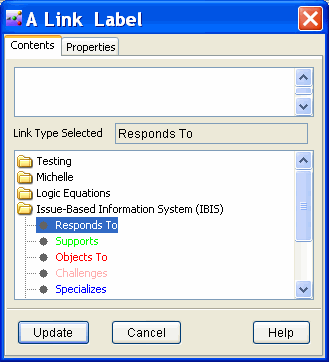 A Link Label
Contents Properties
Link Type Selected Responds To
Testing
Michelle
Logic Equations
Issue-Based Information System (IBIS)
Responds To
Supports
Objects To
Challenges
Specializes
Update Cancel Help